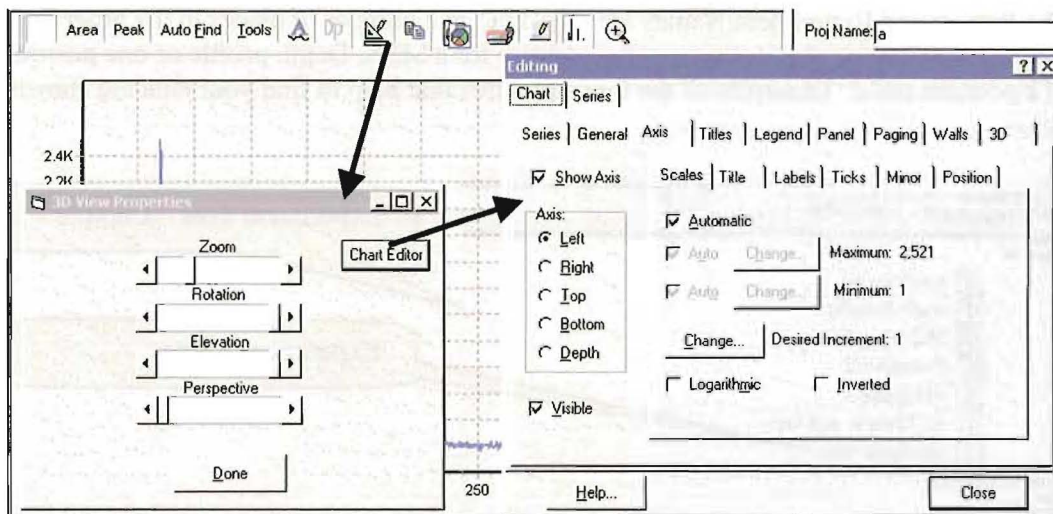 Area Peak Auto Find Tools Dp
Proj Name: a
Editing
Chart Series
Series General Axis Titles Legend Panel Paging Walls 3D
2.4K
2.2K
Show Axis
Scales Title Labels Ticks Minor Position
3D View Properties
Zoom
Rotation
Elevation
Perspective
Chart Editor
Done
Axis:
Left
Right
Top
Bottom
Depth
Visible
Automatic
Auto Change... Maximum: 2,521
Auto Change... Minimum: 1
Change... Desired Increment: 1
Logarithmic Inverted
250
Help... Close